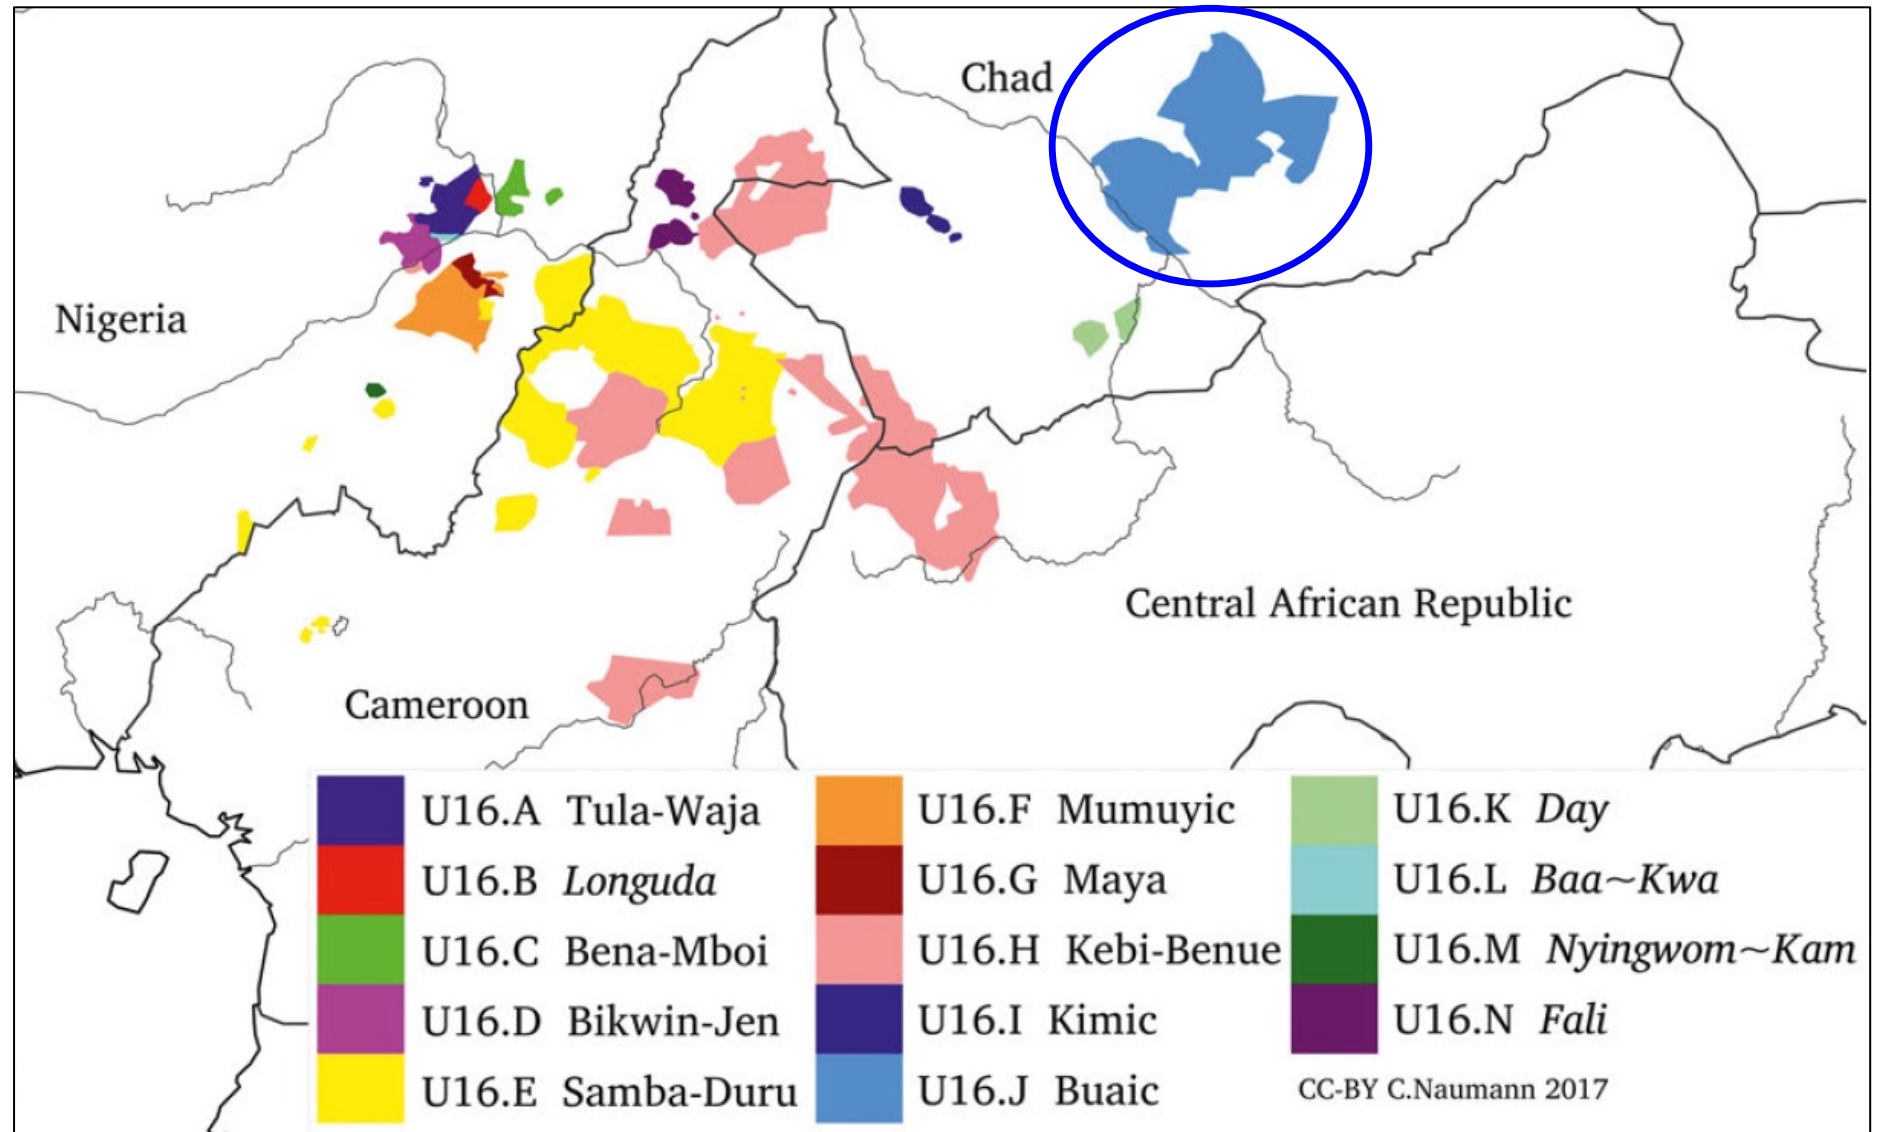 Chad
Nigeria
Central African Republic
Cameroon
U16.A Tula-Waja
U16.B Longuda
U16.C Bena-Mboi
U16.D Bikwin-Jen
U16.E Samba-Duru
U16.F Mumuyic
U16.G Maya
U16.H Kebi-Benue
U16.I Kimic
U16.J Buaic
U16.K Day
U16.L Baa~Kwa
U16.M Nyingwom~Kam
U16.N Fali
CC-BY C.Naumann 2017